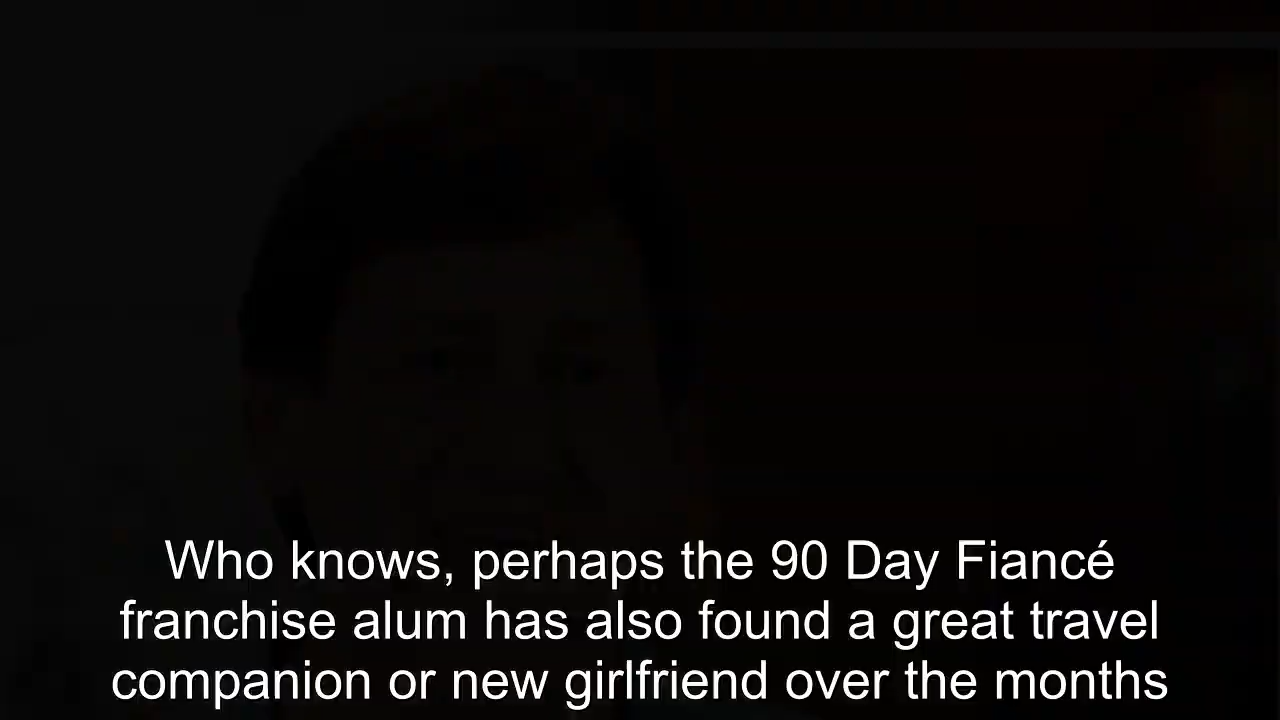 Who knows, perhaps the 90 Day Fiancé
franchise alum has also found a great travel
companion or new girlfriend over the months